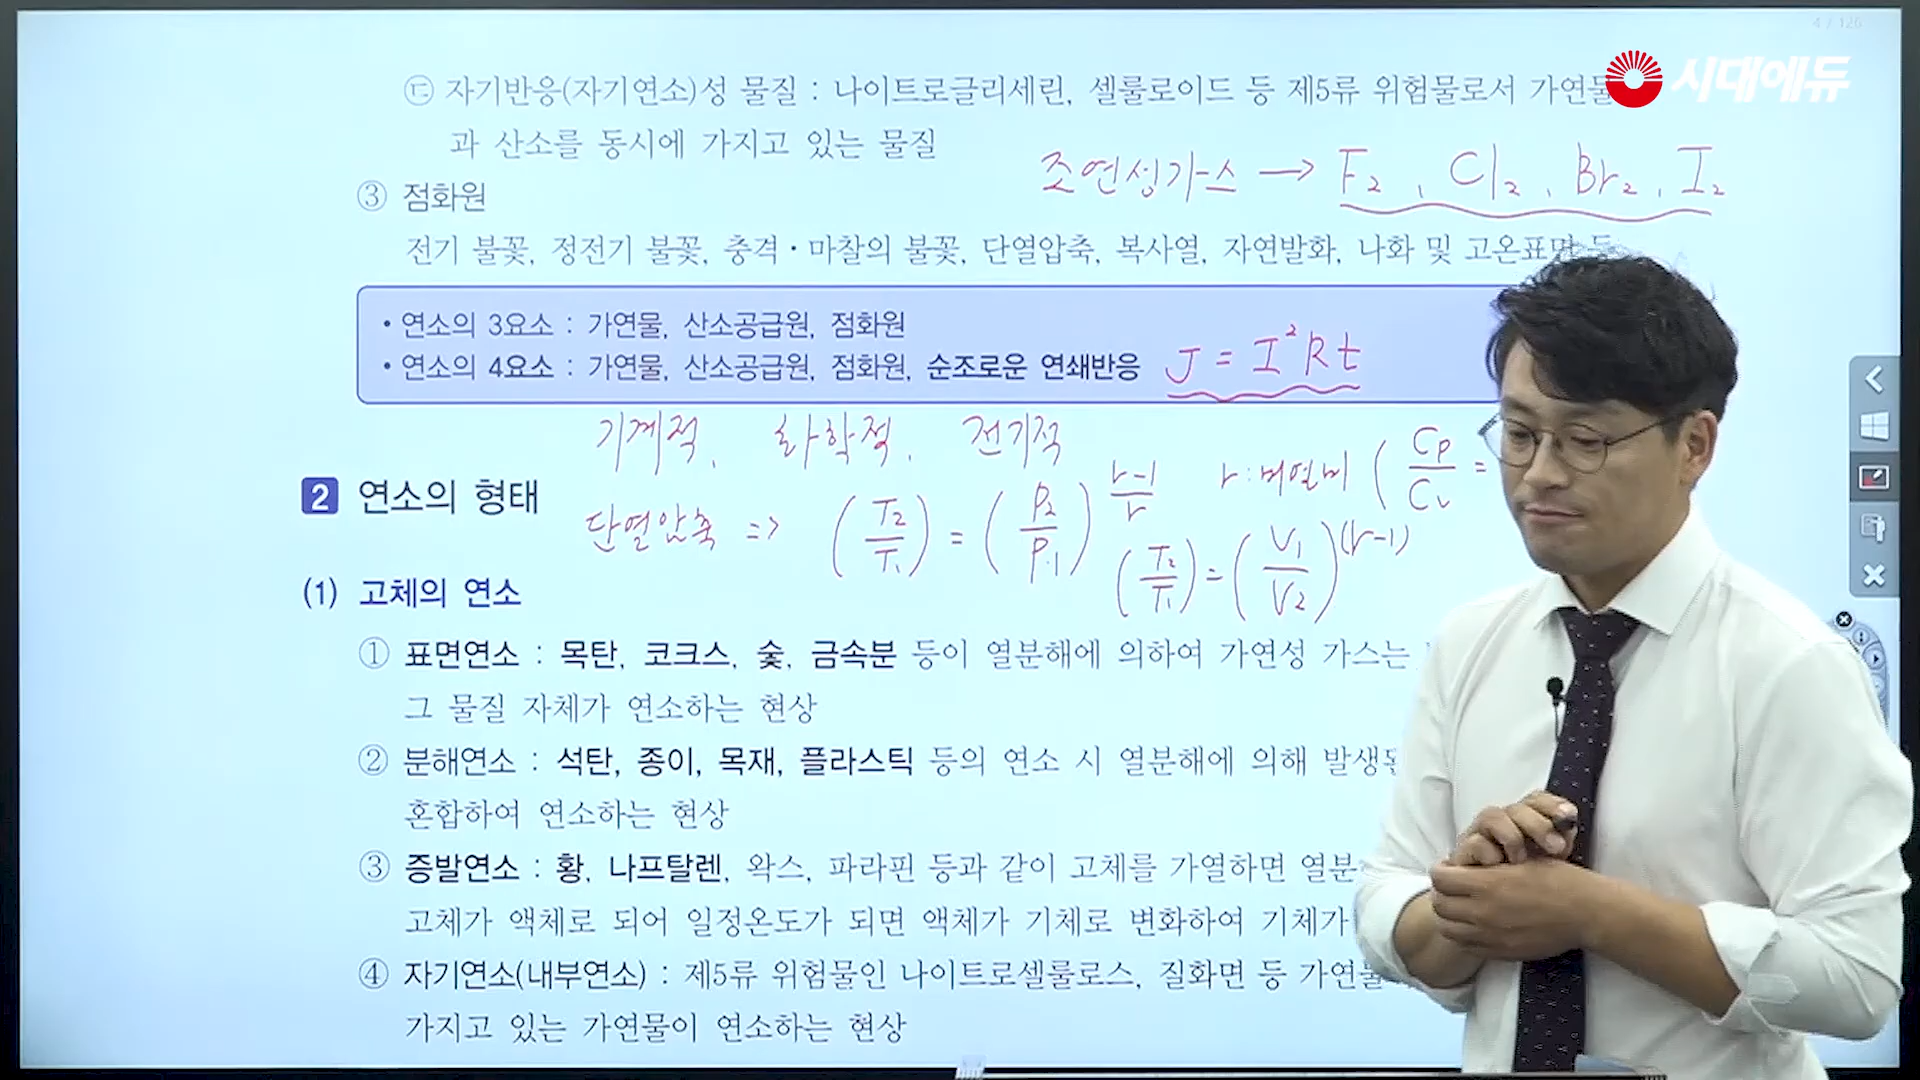 4 / 126
시대에듀
㉢ 자기반응(자기연소)성 물질 : 나이트로글리세린, 셀룰로이드 등 제5류 위험물로서 가연물
과 산소를 동시에 가지고 있는 물질
조연성가스 → F₂, Cl₂, Br₂, I₂
③ 점화원
전기 불꽃, 정전기 불꽃, 충격·마찰의 불꽃, 단열압축, 복사열, 자연발화, 나화 및 고온표면 등
• 연소의 3요소 : 가연물, 산소공급원, 점화원
• 연소의 4요소 : 가연물, 산소공급원, 점화원, 순조로운 연쇄반응 J = I²Rt
기계적, 화학적, 전기적
r : 비열비 (Cp/Cv =
2 연소의 형태
단열압축 => (T₂/T₁) = (P₂/P₁)^(r-1/r)
(T₂/T₁) = (V₁/V₂)^(r-1)
(1) 고체의 연소
① 표면연소 : 목탄, 코크스, 숯, 금속분 등이 열분해에 의하여 가연성 가스는
그 물질 자체가 연소하는 현상
② 분해연소 : 석탄, 종이, 목재, 플라스틱 등의 연소 시 열분해에 의해
혼합하여 연소하는 현상
③ 증발연소 : 황, 나프탈렌, 왁스, 파라핀 등과 같이 고체를 가열하면
고체가 액체로 되어 일정온도가 되면 액체가 기체로 변화하여 기체가
④ 자기연소(내부연소) : 제5류 위험물인 나이트로셀룰로스, 질화면 등
가지고 있는 가연물이 연소하는 현상